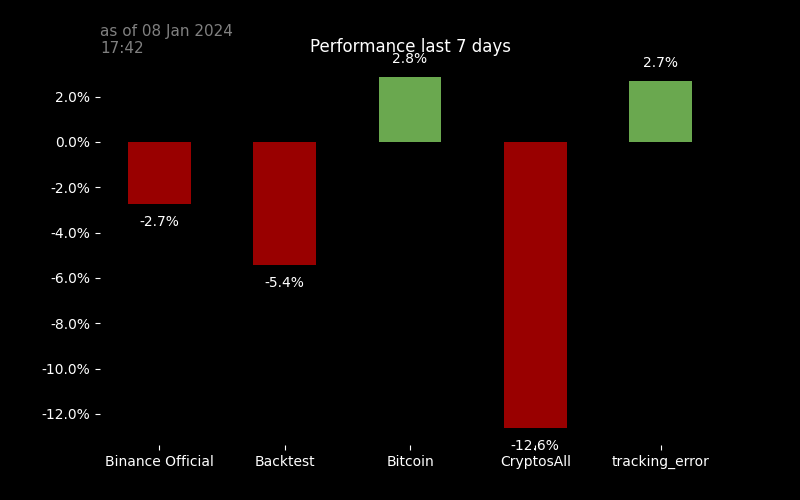 as of 08 Jan 2024
17:42
Performance last 7 days
2.8%
2.7%
2.0%
0.0%
-2.0%
-2.7%
-4.0%
-5.4%
-6.0%
-8.0%
-10.0%
-12.0%
-12.6%
Binance Official
Backtest
Bitcoin
CryptosAll
tracking_error